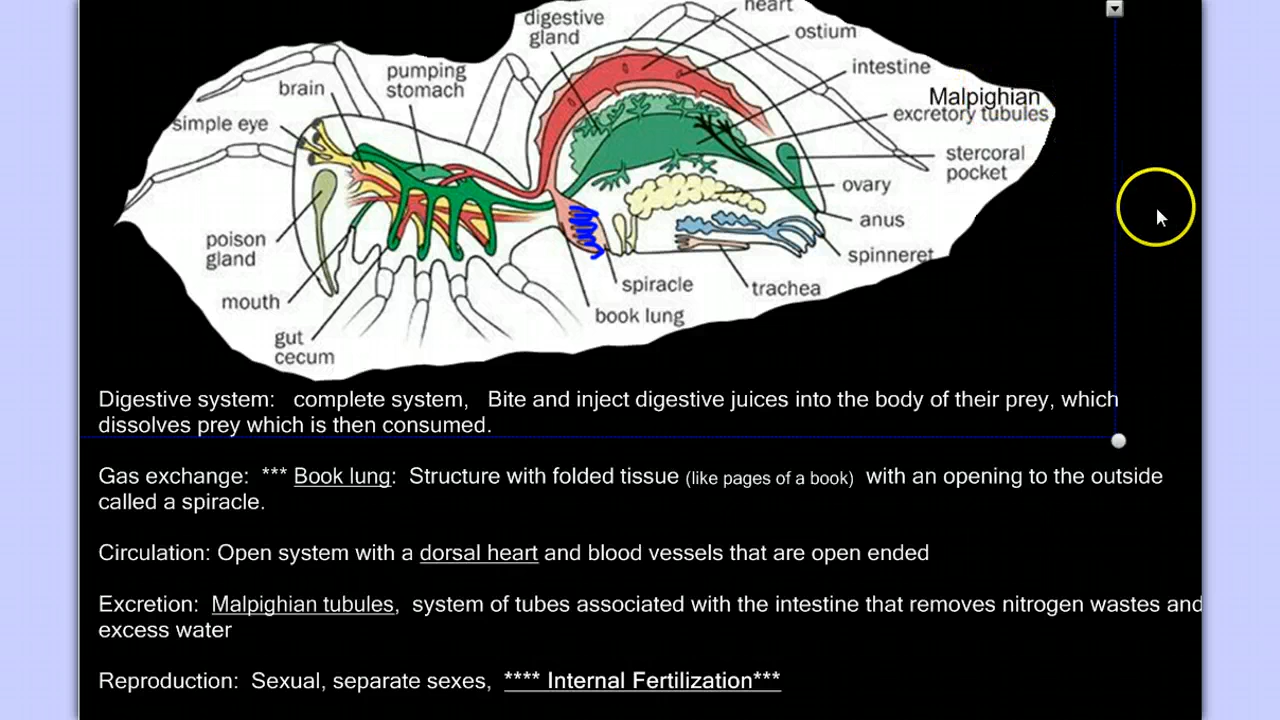 heart
digestive
gland
ostium
intestine
pumping
stomach
brain
Malpighian
excretory tubules
simple eye
stercoral
pocket
ovary
anus
poison
gland
spinneret
spiracle
trachea
mouth
book lung
gut
cecum
Digestive system: complete system, Bite and inject digestive juices into the body of their prey, which
dissolves prey which is then consumed.
Gas exchange: *** Book lung: Structure with folded tissue (like pages of a book) with an opening to the outside
called a spiracle.
Circulation: Open system with a dorsal heart and blood vessels that are open ended
Excretion: Malpighian tubules, system of tubes associated with the intestine that removes nitrogen wastes and
excess water
Reproduction: Sexual, separate sexes, **** Internal Fertilization***